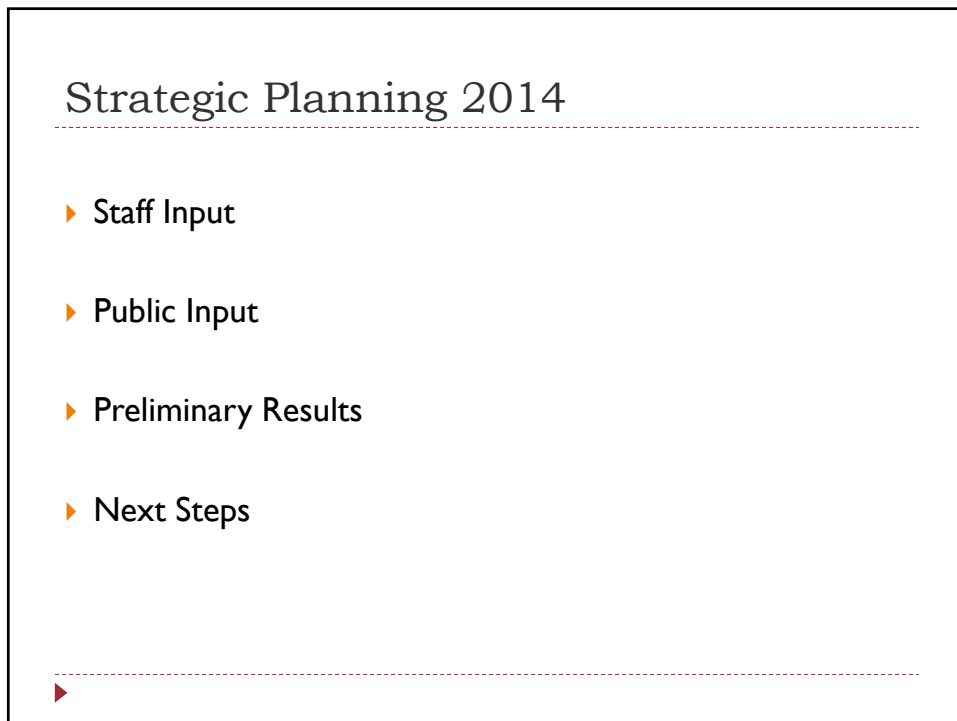 Strategic Planning 2014
Staff Input
Public Input
Preliminary Results
Next Steps